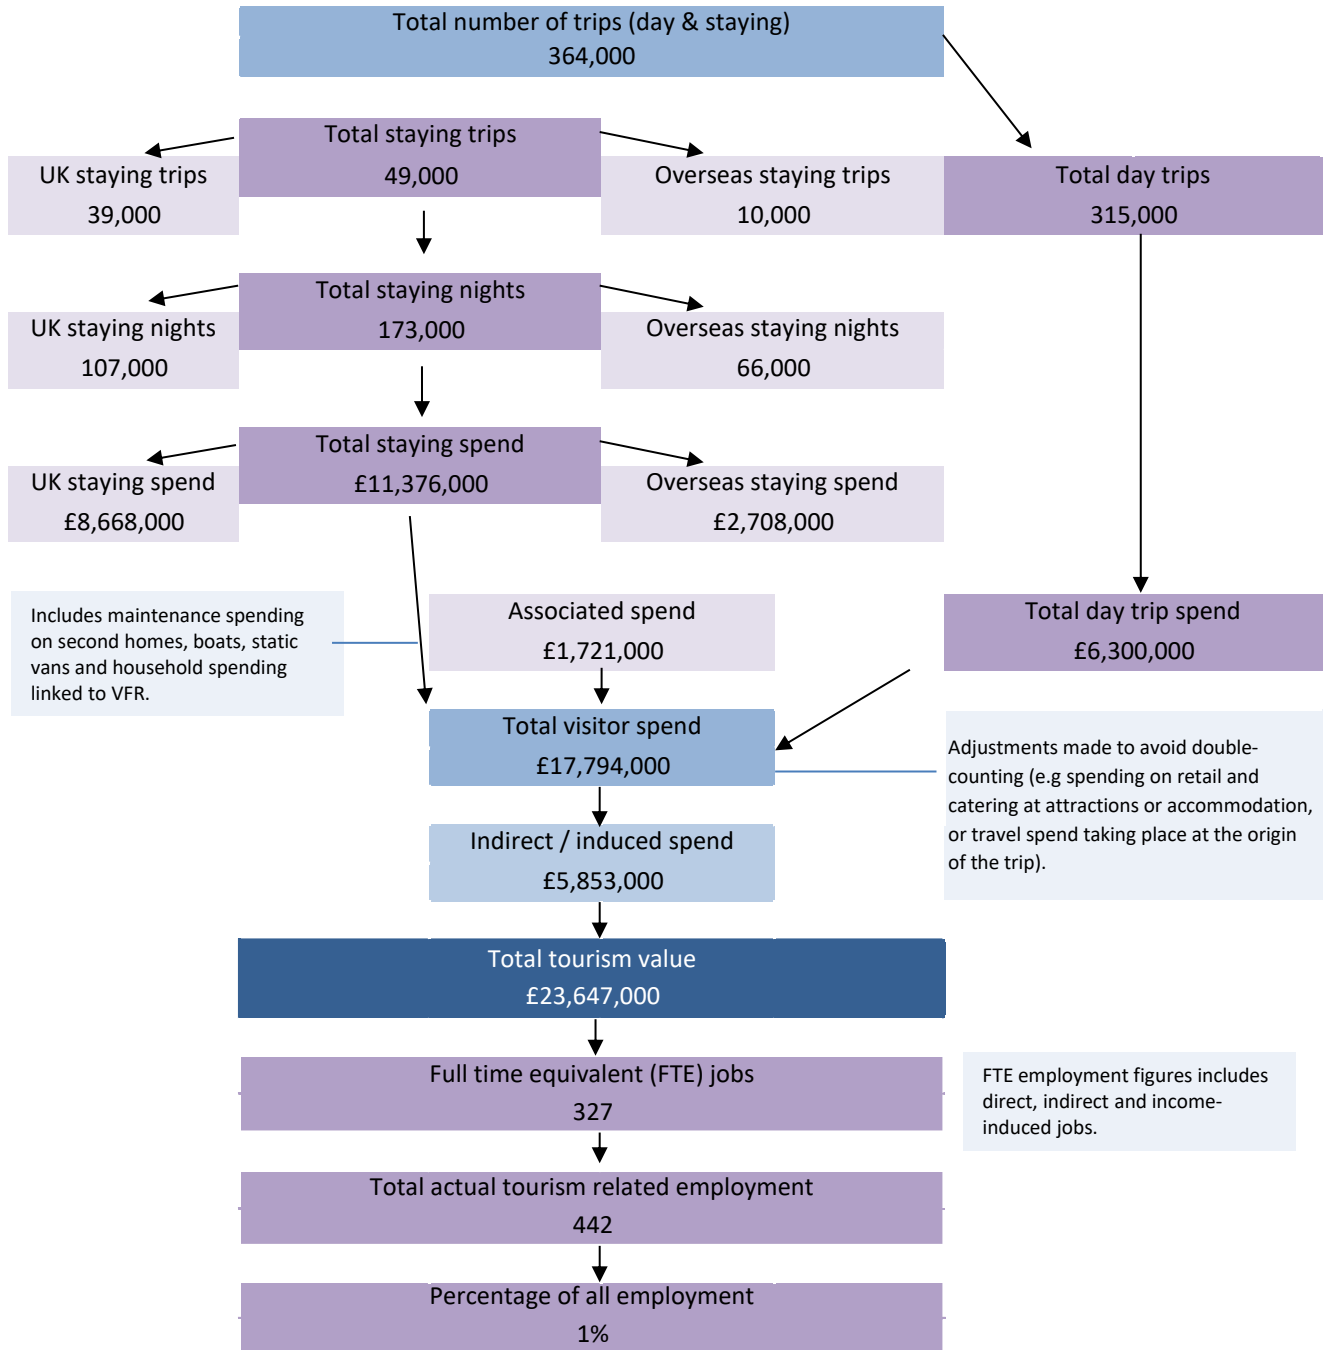 Total number of trips (day & staying)
364,000
Total staying trips
49,000
UK staying trips
39,000
Overseas staying trips
10,000
Total day trips
315,000
Total staying nights
173,000
UK staying nights
107,000
Overseas staying nights
66,000
Total staying spend
£11,376,000
UK staying spend
£8,668,000
Overseas staying spend
£2,708,000
Includes maintenance spending
on second homes, boats, static
vans and household spending
linked to VFR.
Associated spend
£1,721,000
Total day trip spend
£6,300,000
Total visitor spend
£17,794,000
Adjustments made to avoid double-
counting (e.g spending on retail and
catering at attractions or accommodation,
or travel spend taking place at the origin
of the trip).
Indirect / induced spend
£5,853,000
Total tourism value
£23,647,000
Full time equivalent (FTE) jobs
327
FTE employment figures includes
direct, indirect and income-
induced jobs.
Total actual tourism related employment
442
Percentage of all employment
1%